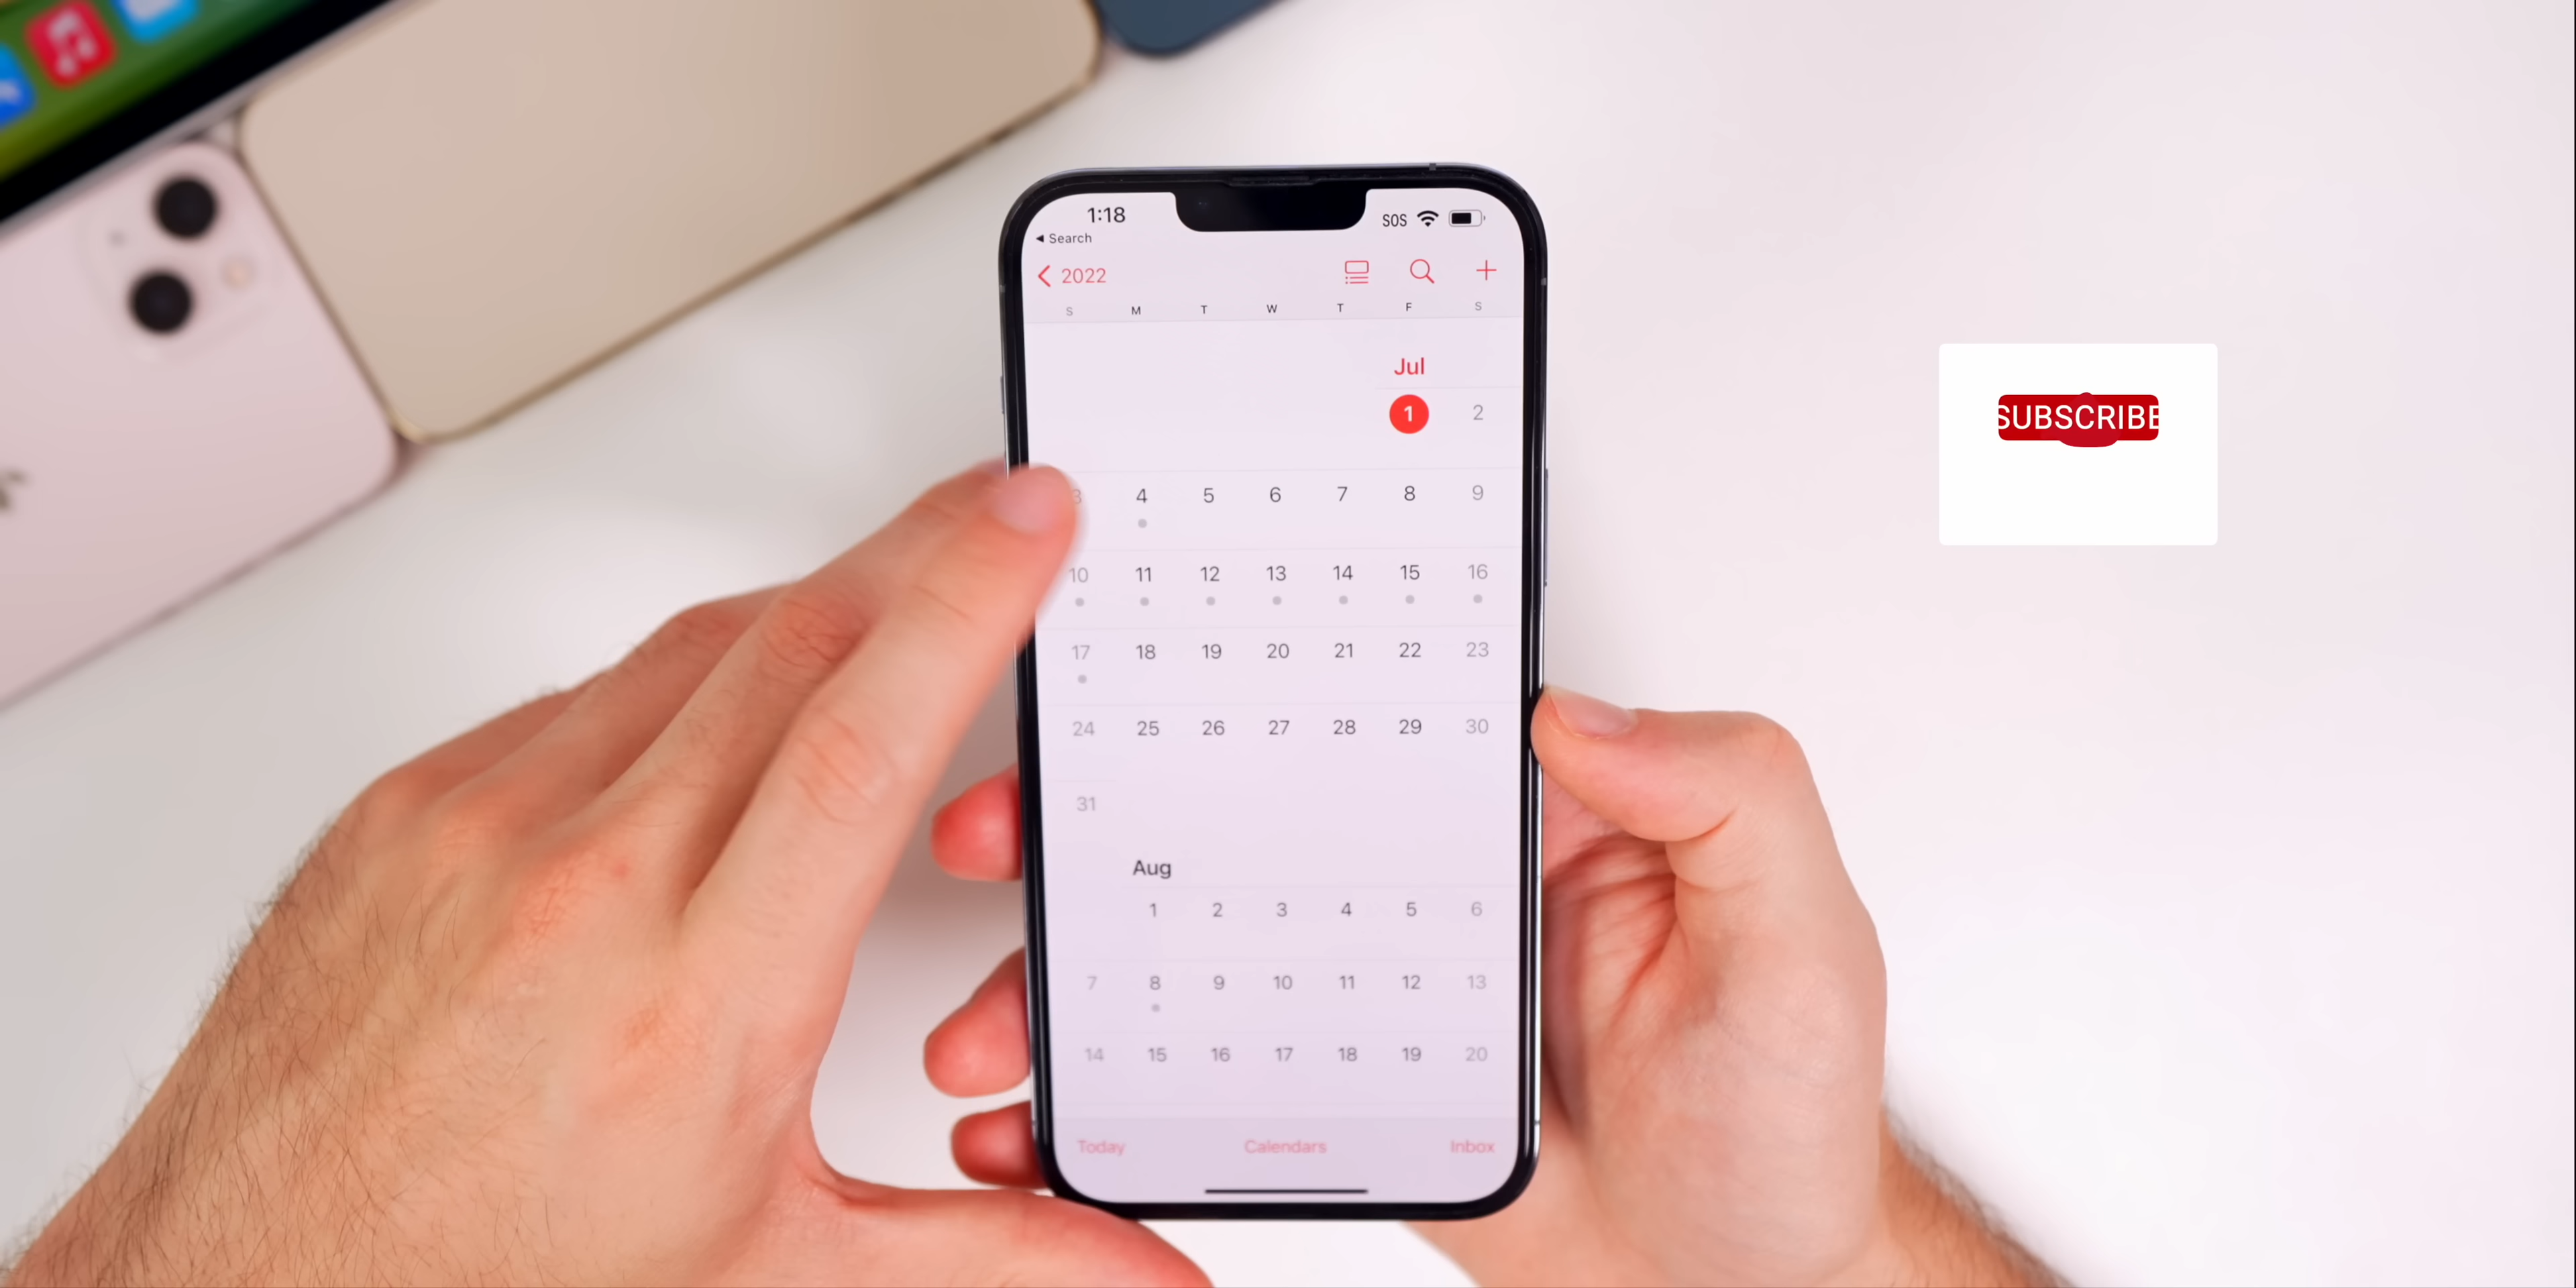 1:18 SOS
◀ Search
2022
S M T W T F S
Jul
1 2
3 4 5 6 7 8 9
10 11 12 13 14 15 16
17 18 19 20 21 22 23
24 25 26 27 28 29 30
31
Aug
1 2 3 4 5 6
7 8 9 10 11 12 13
14 15 16 17 18 19 20
Today Calendars Inbox
SUBSCRIBE